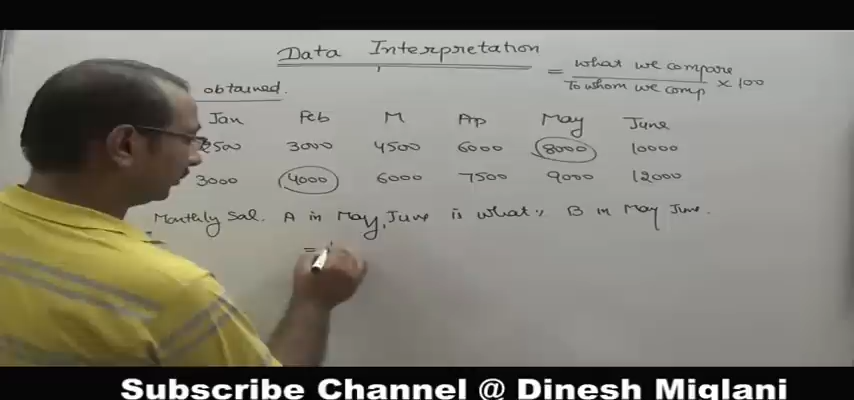 Data Interpretation
= what we compare
To whom we comp × 100
obtained.
Jan Feb M Ap May June
2500 3000 4500 6000 8000 10000
3000 4000 6000 7500 9000 12000
Monthly Sal. A in May, June is what % B in May June.
=
Subscribe Channel @ Dinesh Miglani